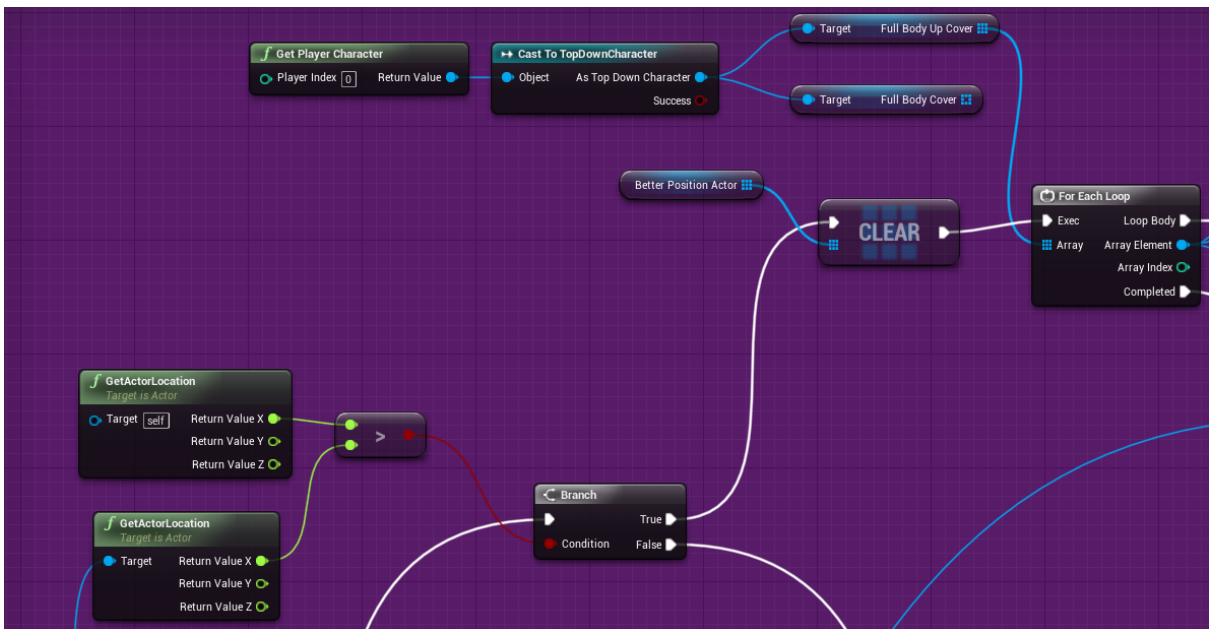 Get Player Character
Player Index 0 Return Value
Cast To TopDownCharacter
Object As Top Down Character
Success
Target Full Body Up Cover
Target Full Body Cover
Better Position Actor
CLEAR
For Each Loop
Exec Loop Body
Array Array Element
Array Index
Completed
GetActorLocation
Target is Actor
Target self Return Value X
Return Value Y
Return Value Z
>
Branch
True
Condition False
GetActorLocation
Target is Actor
Target Return Value X
Return Value Y
Return Value Z